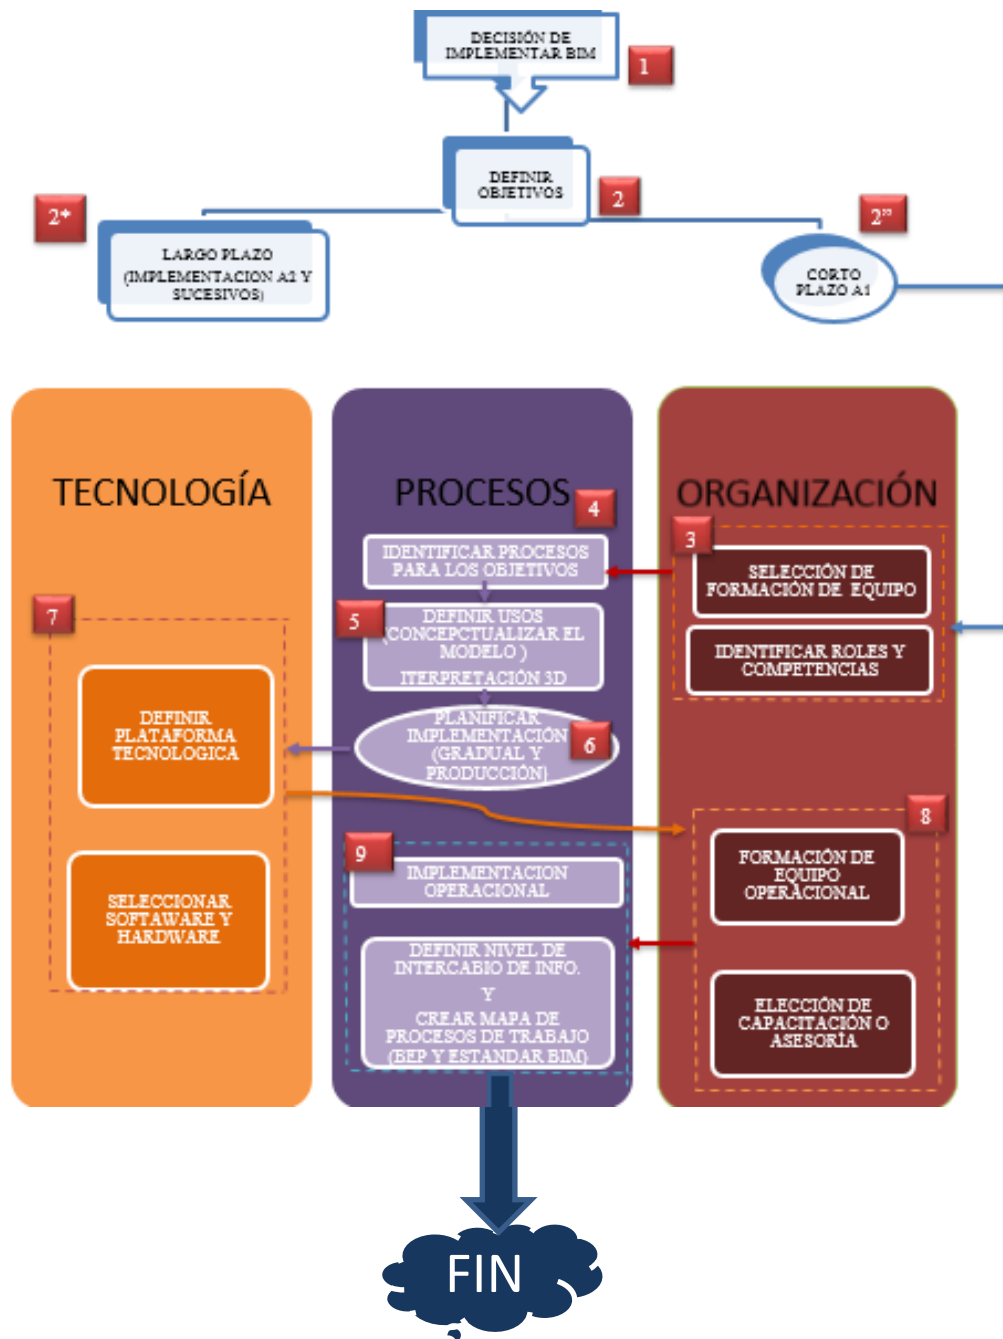 DECISIÓN DE
IMPLEMENTAR BIM
1
DEFINIR
OBJETIVOS
2
2*
LARGO PLAZO
(IMPLEMENTACION A2 Y
SUCESIVOS)
2”
CORTO
PLAZO A1
TECNOLOGÍA
7
DEFINIR
PLATAFORMA
TECNOLOGICA
SELECCIONAR
SOFTAWARE Y
HARDWARE
PROCESOS
4
IDENTIFICAR PROCESOS
PARA LOS OBJETIVOS
5
DEFINIR USOS
(CONCEPCTUALIZAR EL
MODELO )
ITERPRETACIÓN 3D
PLANIFICAR
IMPLEMENTACIÓN
(GRADUAL Y
PRODUCCIÓN)
6
9
IMPLEMENTACION
OPERACIONAL
DEFINIR NIVEL DE
INTERCABIO DE INFO.
Y
CREAR MAPA DE
PROCESOS DE TRABAJO
(BEP Y ESTANDAR BIM)
ORGANIZACIÓN
3
SELECCIÓN DE
FORMACIÓN DE EQUIPO
IDENTIFICAR ROLES Y
COMPETENCIAS
8
FORMACIÓN DE
EQUIPO
OPERACIONAL
ELECCIÓN DE
CAPACITACIÓN O
ASESORÌA
FIN